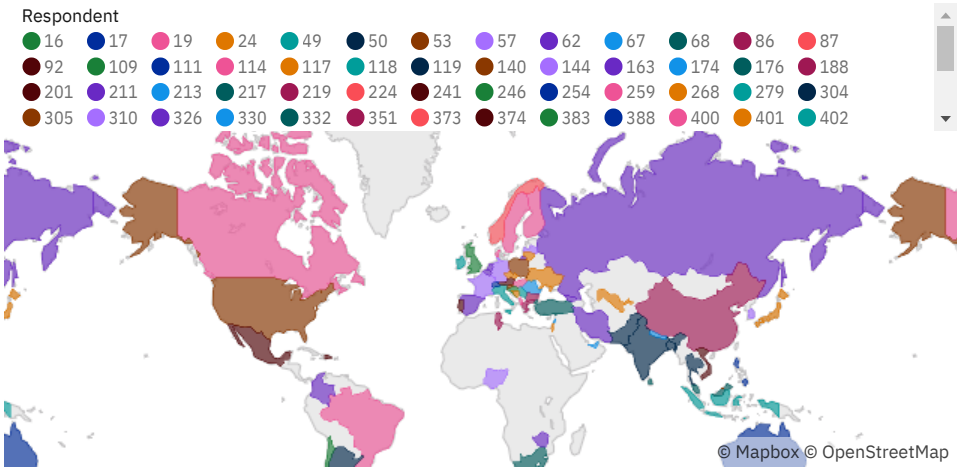 Respondent
16 17 19 24 49 50 53 57 62 67 68 86 87
92 109 111 114 117 118 119 140 144 163 174 176 188
201 211 213 217 219 224 241 246 254 259 268 279 304
305 310 326 330 332 351 373 374 383 388 400 401 402
© Mapbox © OpenStreetMap